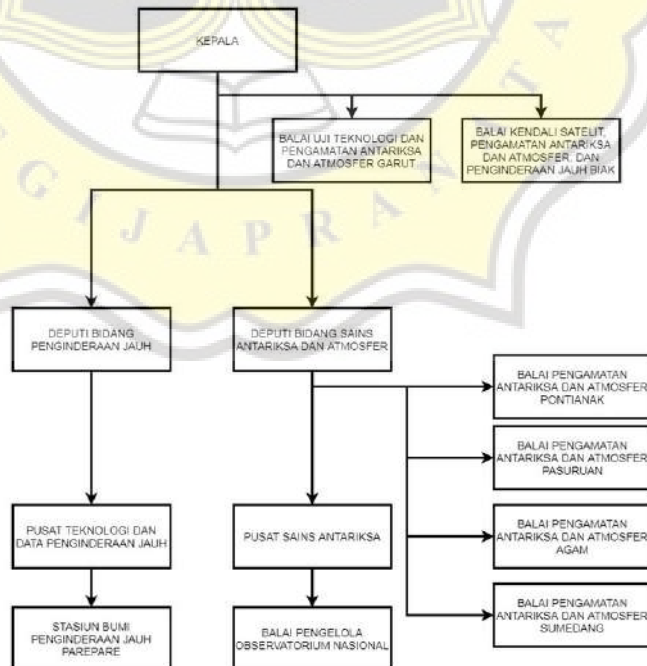 KEPALA
BALAI UJI TEKNOLOGI DAN
PENGAMATAN ANTARIKSA
DAN ATMOSFER GARUT
BALAI KENDALI SATELIT,
PENGAMATAN ANTARIKSA
DAN ATMOSFER, DAN
PENGINDERAAN JAUH BIAK
GIJAPRANATA
DEPUTI BIDANG
PENGINDERAAN JAUH
DEPUTI BIDANG SAINS
ANTARIKSA DAN ATMOSFER
BALAI PENGAMATAN
ANTARIKSA DAN ATMOSFER
PONTIANAK
BALAI PENGAMATAN
ANTARIKSA DAN ATMOSFER
PASURUAN
PUSAT TEKNOLOGI DAN
DATA PENGINDERAAN JAUH
PUSAT SAINS ANTARIKSA
BALAI PENGAMATAN
ANTARIKSA DAN ATMOSFER
AGAM
STASIUN BUMI
PENGINDERAAN JAUH
PAREPARE
BALAI PENGELOLA
OBSERVATORIUM NASIONAL
BALAI PENGAMATAN
ANTARIKSA DAN ATMOSFER
SUMEDANG